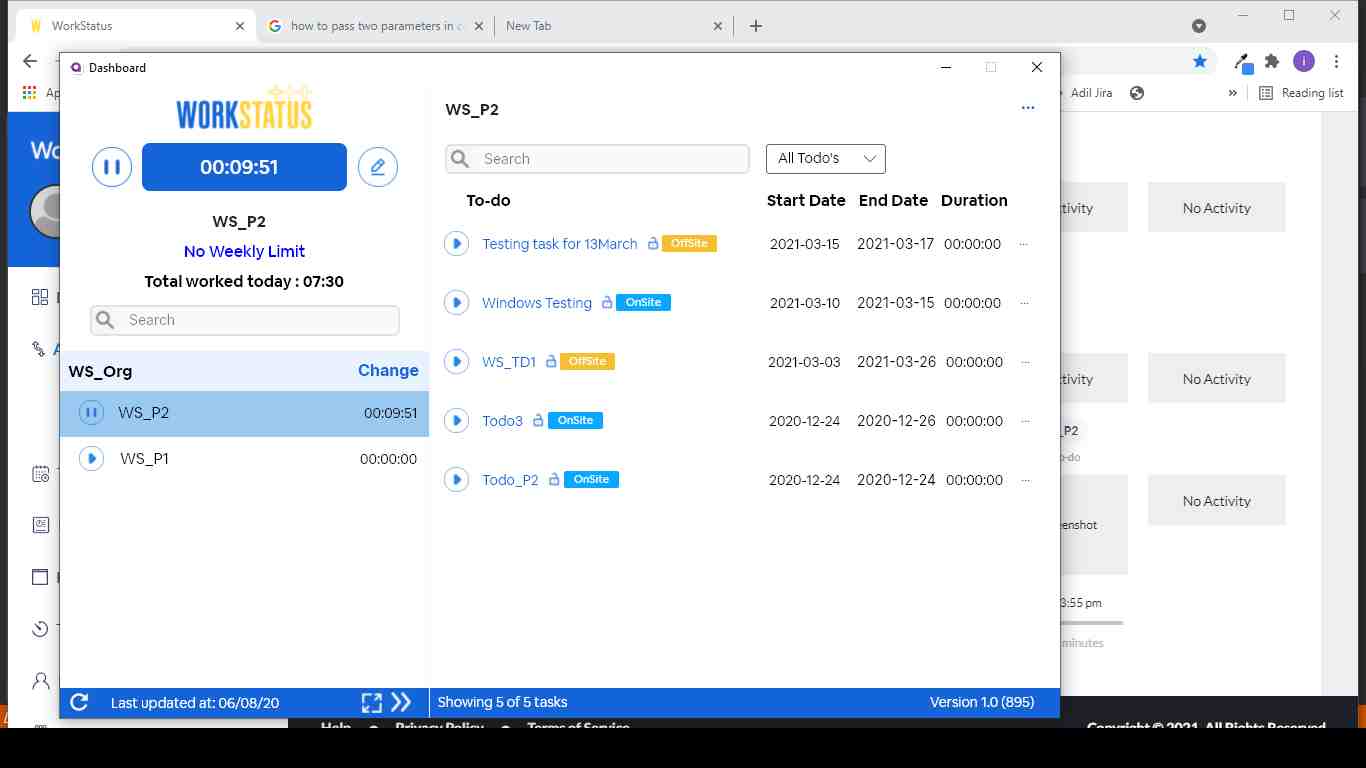 WorkStatus
how to pass two parameters in c
New Tab
Adil Jira
Reading list
Dashboard
WORKSTATUS
00:09:51
WS_P2
No Weekly Limit
Total worked today : 07:30
Search
WS_Org Change
WS_P2 00:09:51
WS_P1 00:00:00
Last updated at: 06/08/20
WS_P2
Search
All Todo's
To-do Start Date End Date Duration
Testing task for 13March OffSite 2021-03-15 2021-03-17 00:00:00
Windows Testing OnSite 2021-03-10 2021-03-15 00:00:00
WS_TD1 OffSite 2021-03-03 2021-03-26 00:00:00
Todo3 OnSite 2020-12-24 2020-12-26 00:00:00
Todo_P2 OnSite 2020-12-24 2020-12-24 00:00:00
Showing 5 of 5 tasks
Version 1.0 (895)
No Activity
No Activity
_P2
o-do
No Activity
enshot
3:55 pm
minutes
Help Privacy Policy Terms of Service
Copyright © 2021. All Rights Reserved